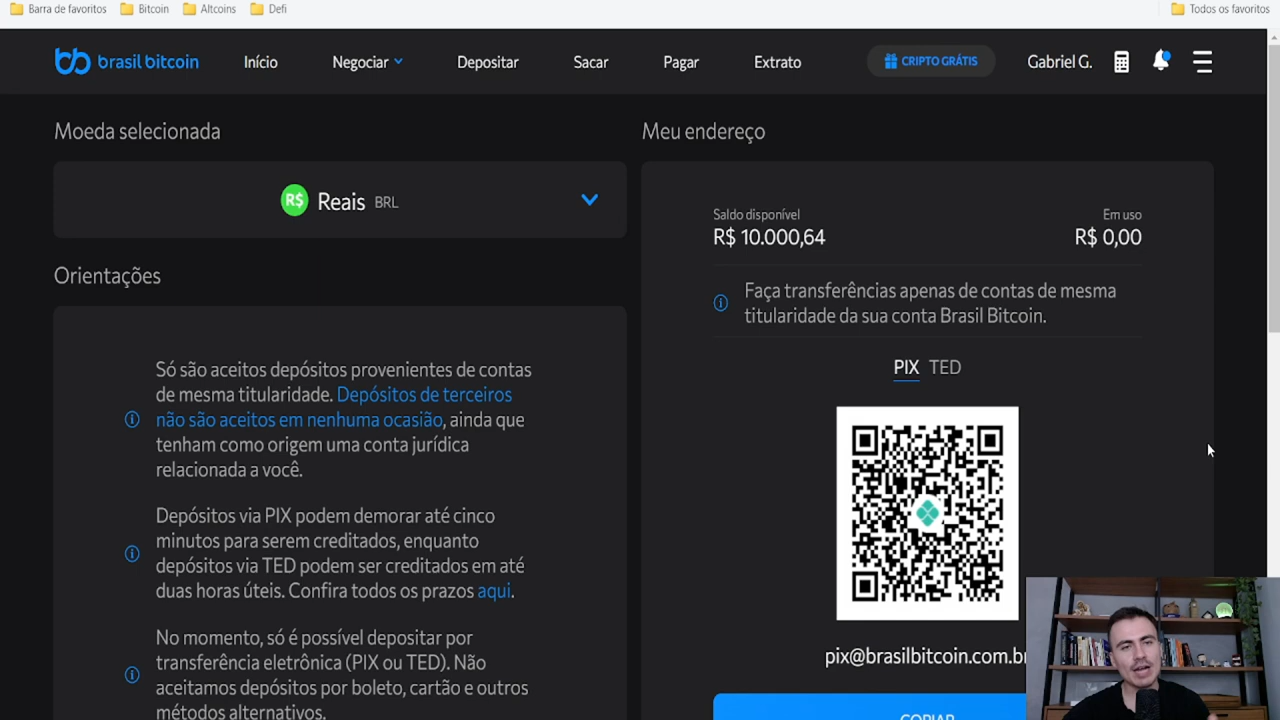 Barra de favoritos Bitcoin Altcoins Defi Todos os favoritos
brasil bitcoin Início Negociar Depositar Sacar Pagar Extrato CRIPTO GRÁTIS Gabriel G.
Moeda selecionada
R$ Reais BRL
Orientações
Só são aceitos depósitos provenientes de contas
de mesma titularidade. Depósitos de terceiros
não são aceitos em nenhuma ocasião, ainda que
tenham como origem uma conta jurídica
relacionada a você.
Depósitos via PIX podem demorar até cinco
minutos para serem creditados, enquanto
depósitos via TED podem ser creditados em até
duas horas úteis. Confira todos os prazos aqui.
No momento, só é possível depositar por
transferência eletrônica (PIX ou TED). Não
aceitamos depósitos por boleto, cartão e outros
métodos alternativos.
Meu endereço
Saldo disponível Em uso
R$ 10.000,64 R$ 0,00
Faça transferências apenas de contas de mesma
titularidade da sua conta Brasil Bitcoin.
PIX TED
pix@brasilbitcoin.com.br
COPIAR